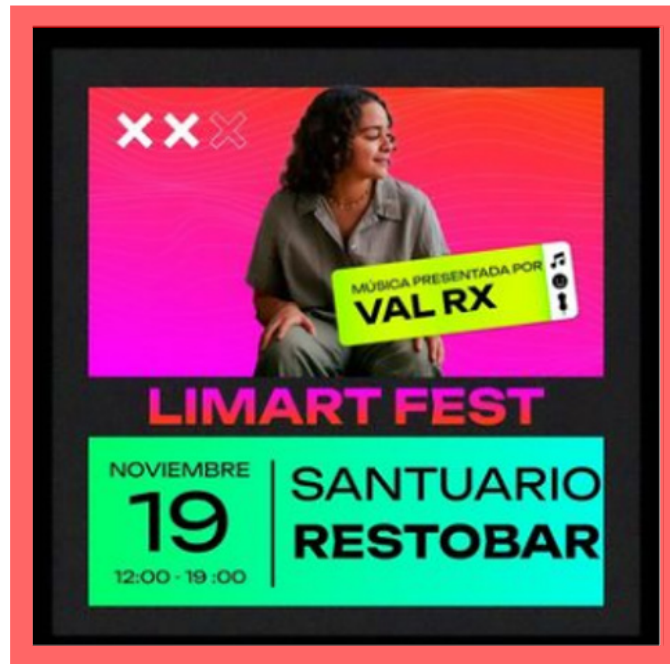 MÚSICA PRESENTADA POR
VAL RX
LIMART FEST
NOVIEMBRE
19
12:00 - 19 :00
SANTUARIO
RESTOBAR